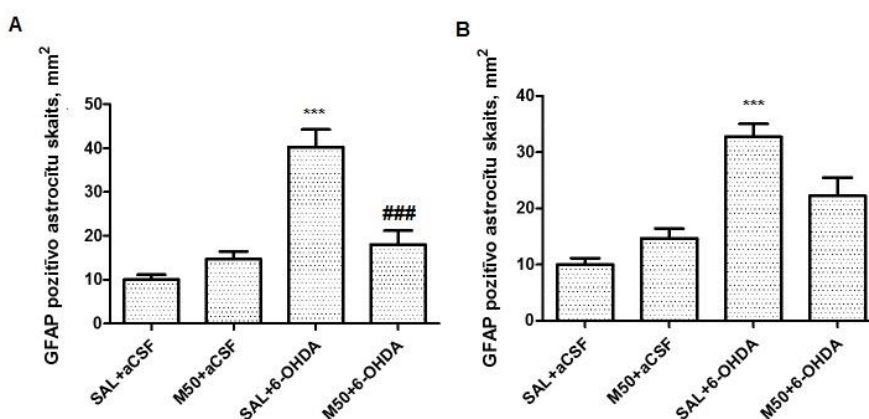 A
GFAP pozitīvo astrocītu skaits, mm²
50
40
30
20
10
0
***
###
SAL+aCSF
M50+aCSF
SAL+6-OHDA
M50+6-OHDA
B
GFAP pozitīvo astrocītu skaits, mm²
40
30
20
10
0
***
SAL+aCSF
M50+aCSF
SAL+6-OHDA
M50+6-OHDA